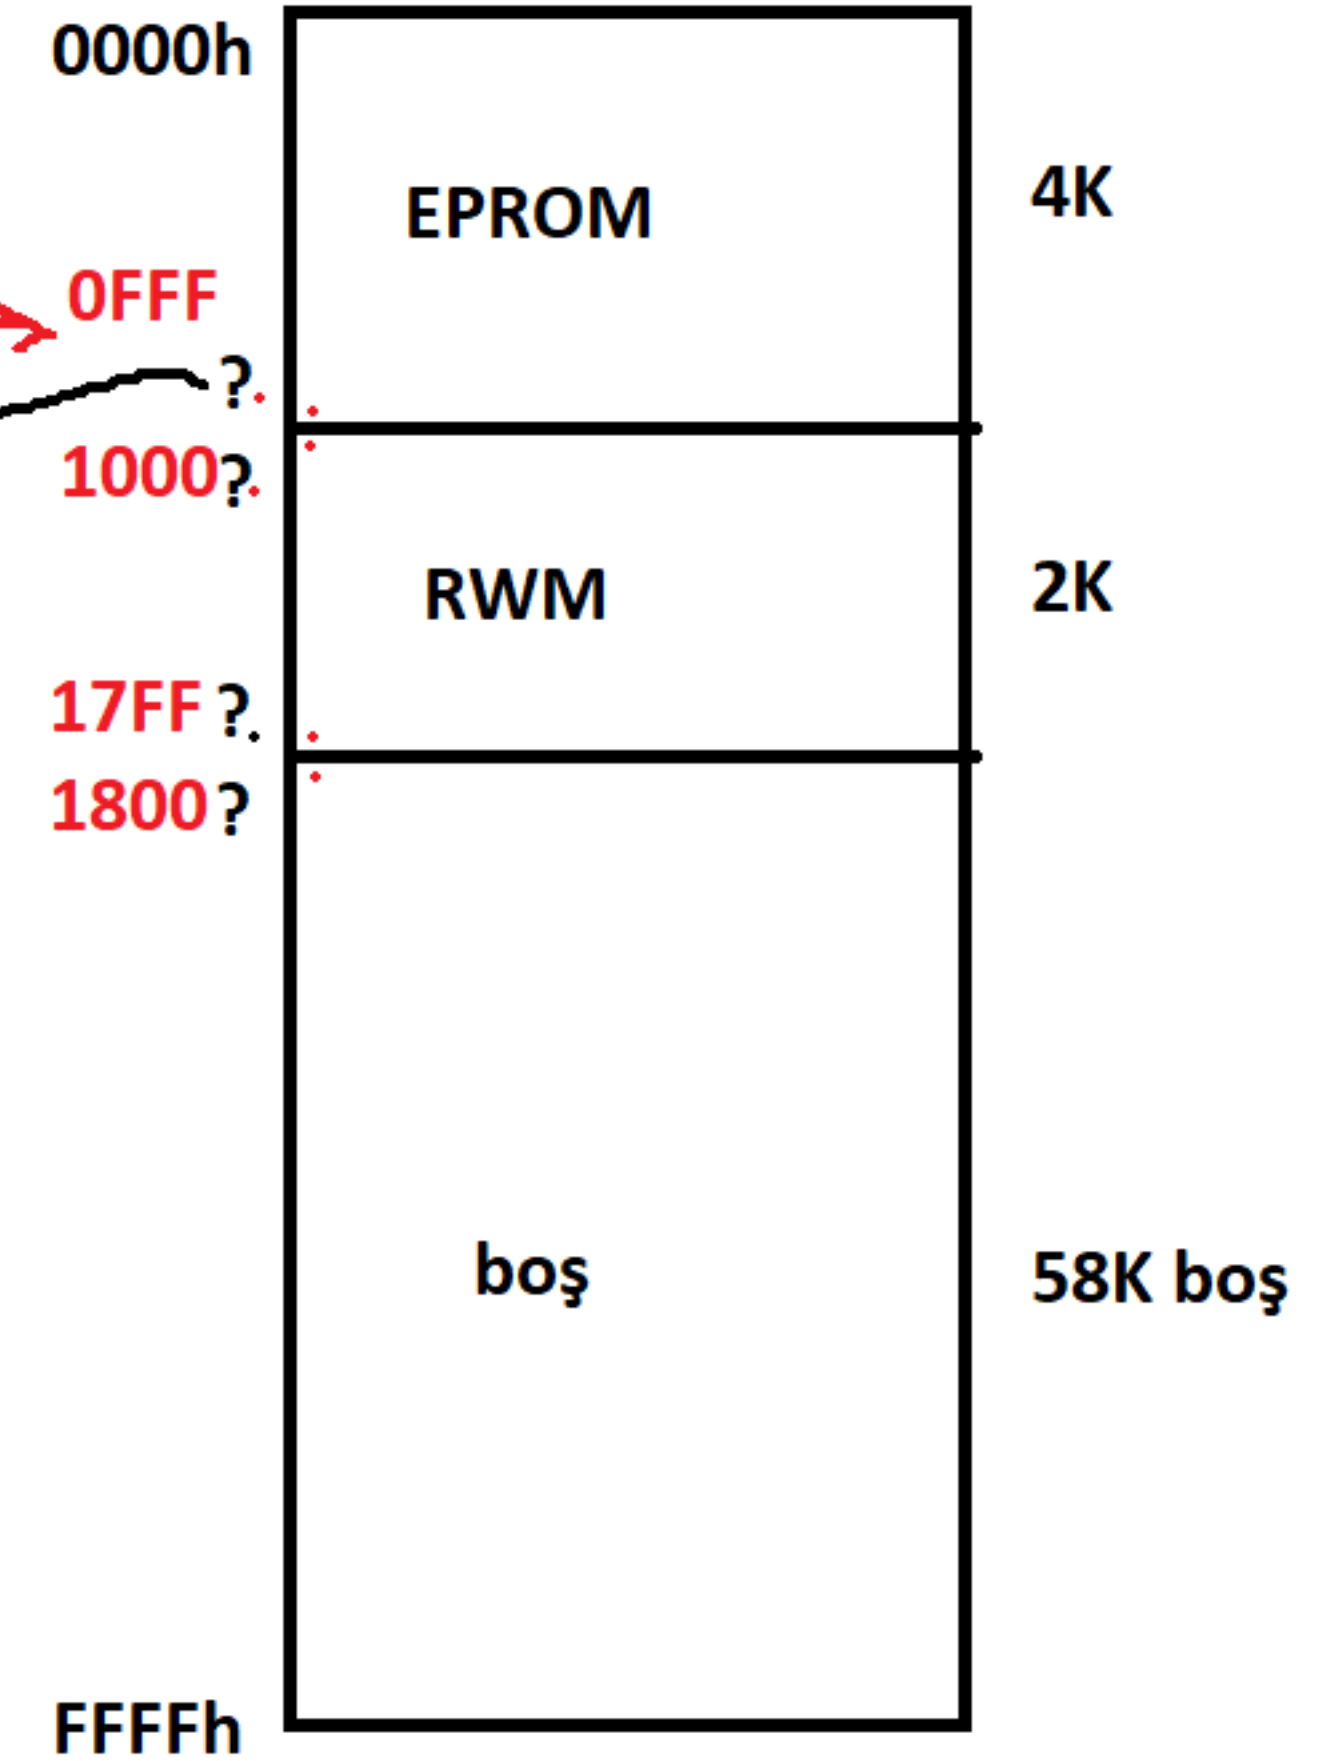 0000h
EPROM
4K
0FFF
?
1000?
RWM
2K
17FF ?
1800 ?
boş
58K boş
FFFFh